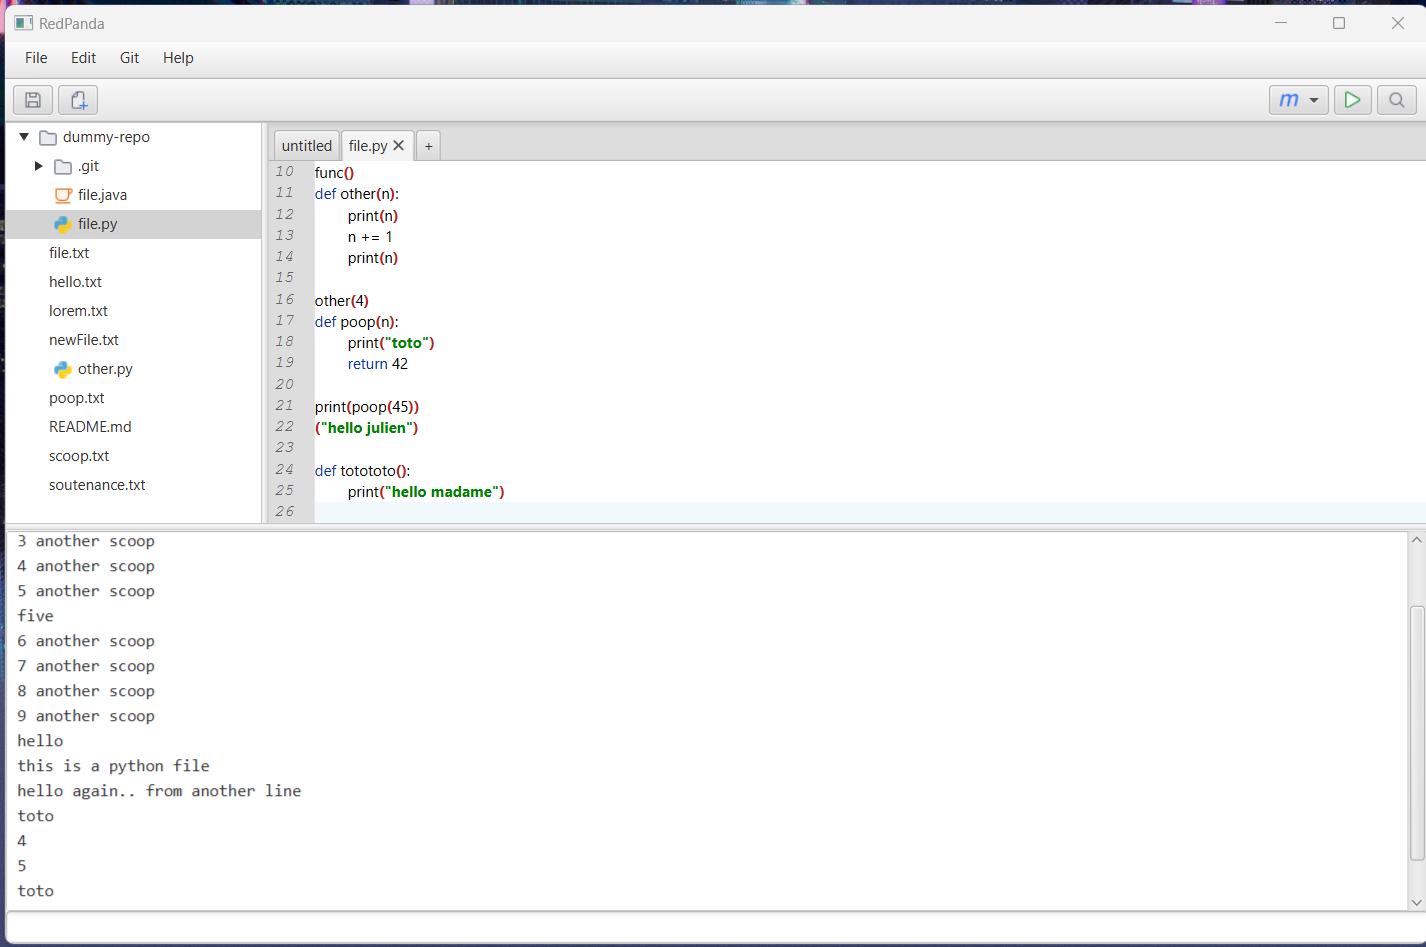 RedPanda
File Edit Git Help
m
dummy-repo
.git
file.java
file.py
file.txt
hello.txt
lorem.txt
newFile.txt
other.py
poop.txt
README.md
scoop.txt
soutenance.txt
untitled file.py +
10 func()
11 def other(n):
12 print(n)
13 n += 1
14 print(n)
15
16 other(4)
17 def poop(n):
18 print("toto")
19 return 42
20
21 print(poop(45))
22 ("hello julien")
23
24 def totototo():
25 print("hello madame")
26
3 another scoop
4 another scoop
5 another scoop
five
6 another scoop
7 another scoop
8 another scoop
9 another scoop
hello
this is a python file
hello again.. from another line
toto
4
5
toto